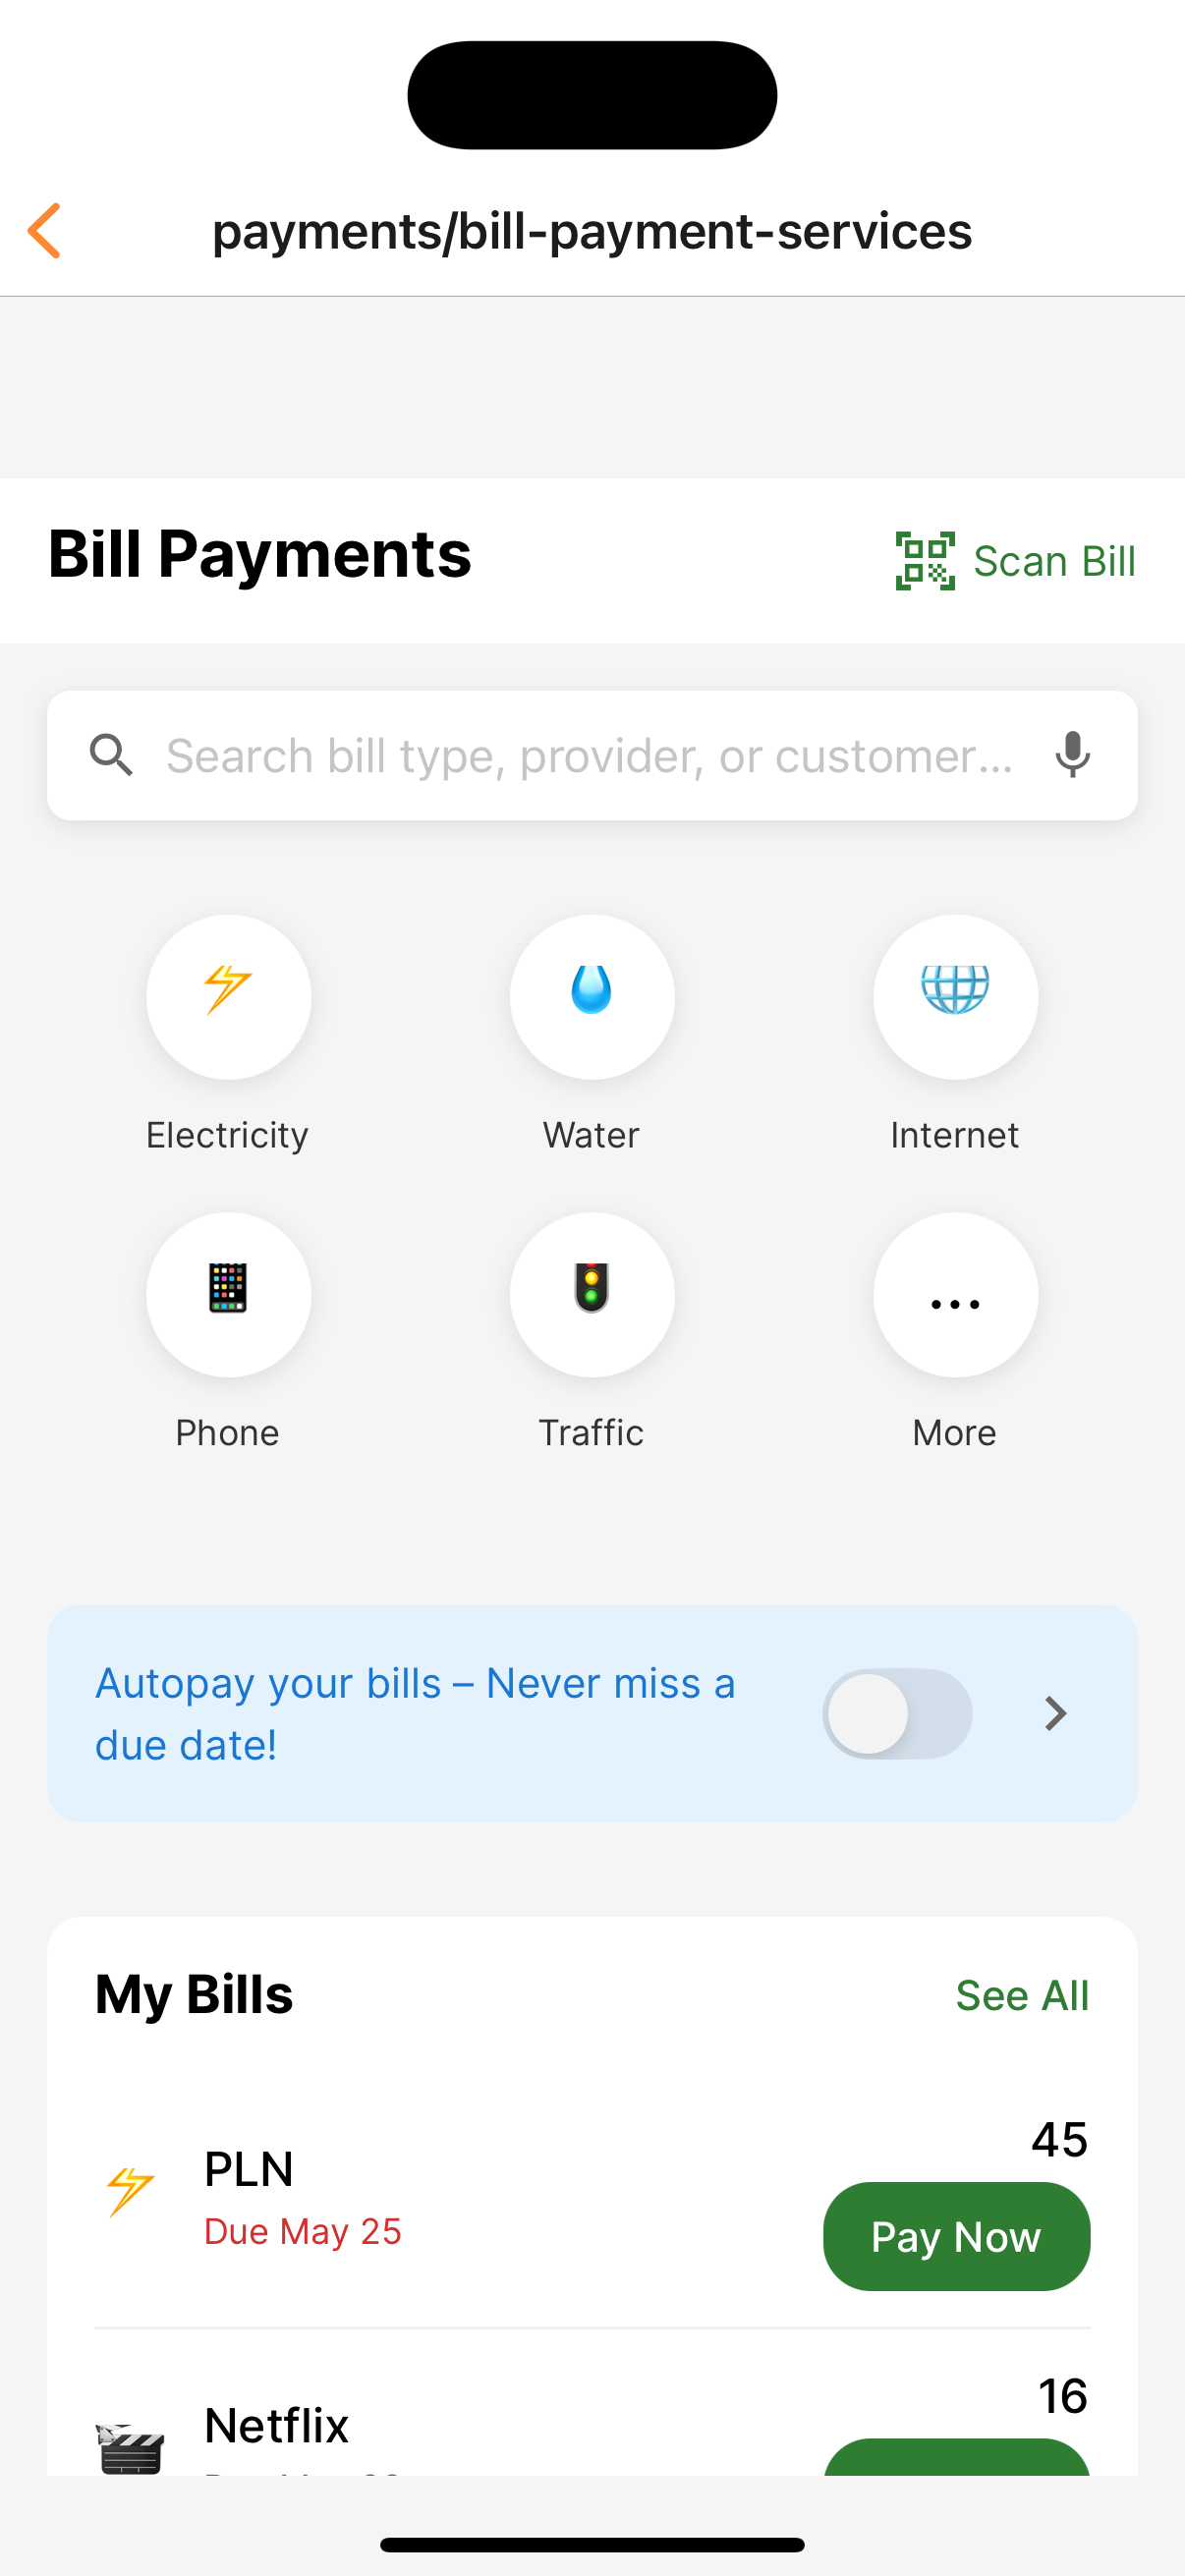 payments/bill-payment-services
Bill Payments
Scan Bill
Search bill type, provider, or customer...
Electricity
Water
Internet
Phone
Traffic
More
Autopay your bills – Never miss a
due date!
My Bills
See All
PLN
Due May 25
45
Pay Now
Netflix
16